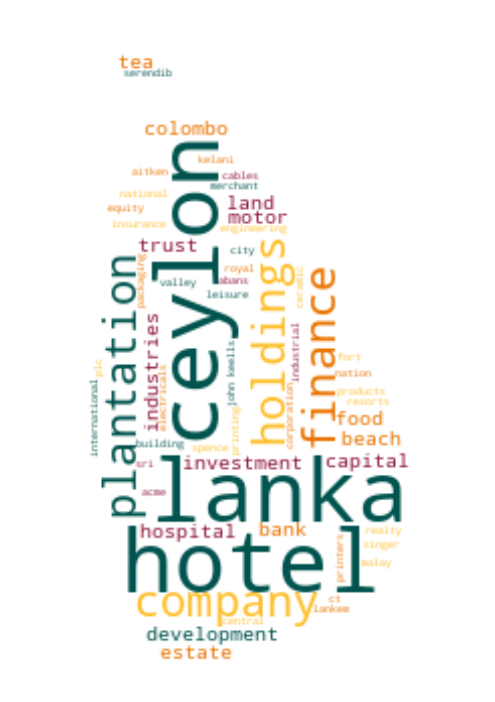 tea
serendib
colombo
kelani
aitken
cables
merchant
national
land
equity
motor
insurance
engineering
trust
city
royal
valley
abans
leisure
ceylon
packaging
plantation
holdings
ceramic
finance
industries
electricals
john keells
industrial
international
plc
fort
nation
products
resorts
printing
corporation
food
beach
building
spence
sri
investment
capital
acme
lanka
hospital
bank
realty
singer
hotel
printers
malay
company
ct
lankem
central
development
estate